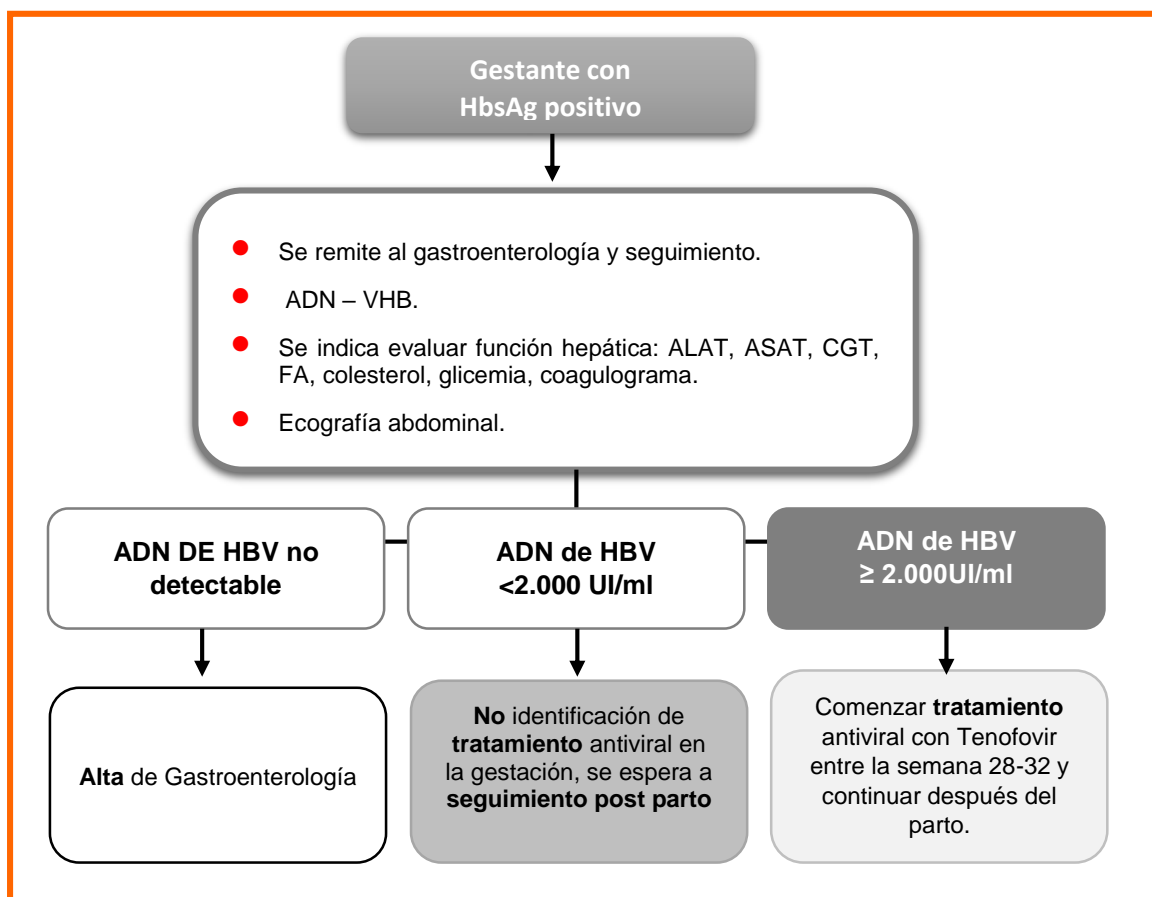 Gestante con
HbsAg positivo
Se remite al gastroenterología y seguimiento.
ADN – VHB.
Se indica evaluar función hepática: ALAT, ASAT, CGT,
FA, colesterol, glicemia, coagulograma.
Ecografía abdominal.
ADN DE HBV no
detectable
ADN de HBV
<2.000 UI/ml
ADN de HBV
≥ 2.000UI/ml
Alta de Gastroenterología
No identificación de
tratamiento antiviral en
la gestación, se espera a
seguimiento post parto
Comenzar tratamiento
antiviral con Tenofovir
entre la semana 28-32 y
continuar después del
parto.